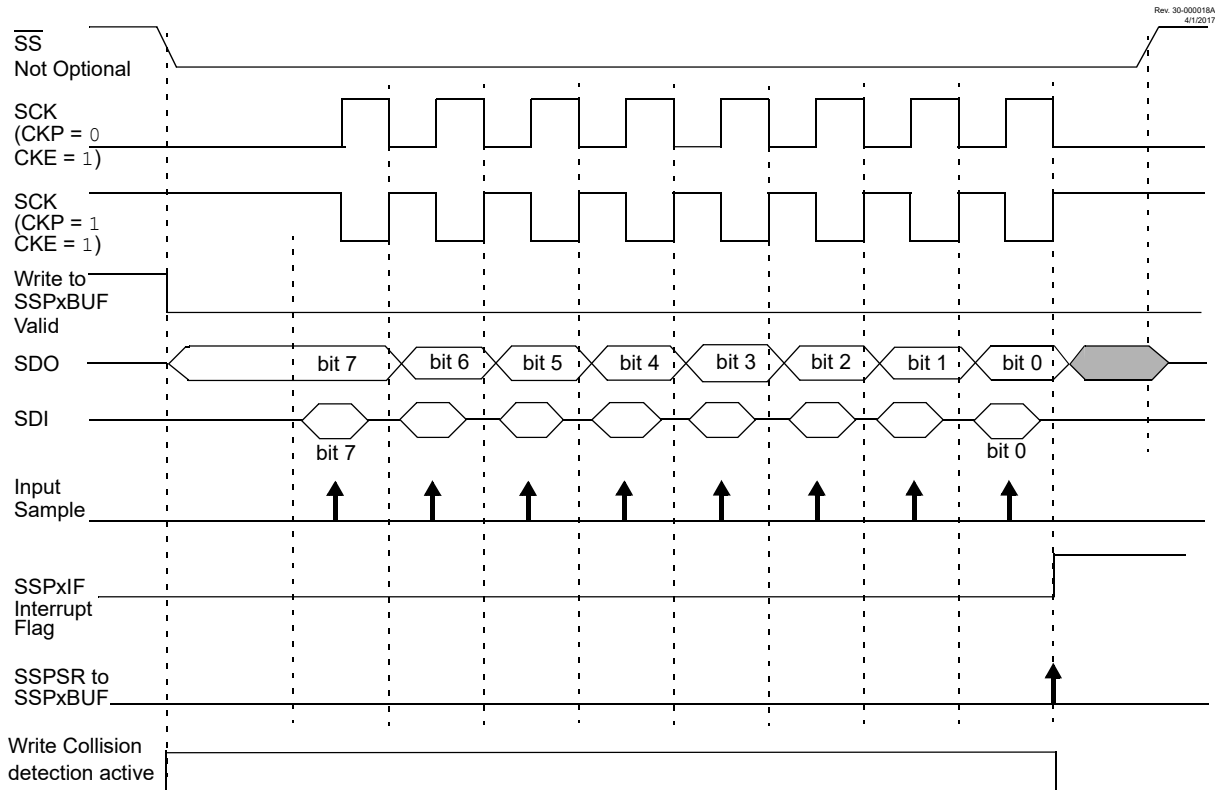 Rev. 30-000018A
4/1/2017
SS
Not Optional
SCK
(CKP = 0
CKE = 1)
SCK
(CKP = 1
CKE = 1)
Write to
SSPxBUF
Valid
SDO
bit 7
bit 6
bit 5
bit 4
bit 3
bit 2
bit 1
bit 0
SDI
bit 7
bit 0
Input
Sample
SSPxIF
Interrupt
Flag
SSPSR to
SSPxBUF
Write Collision
detection active